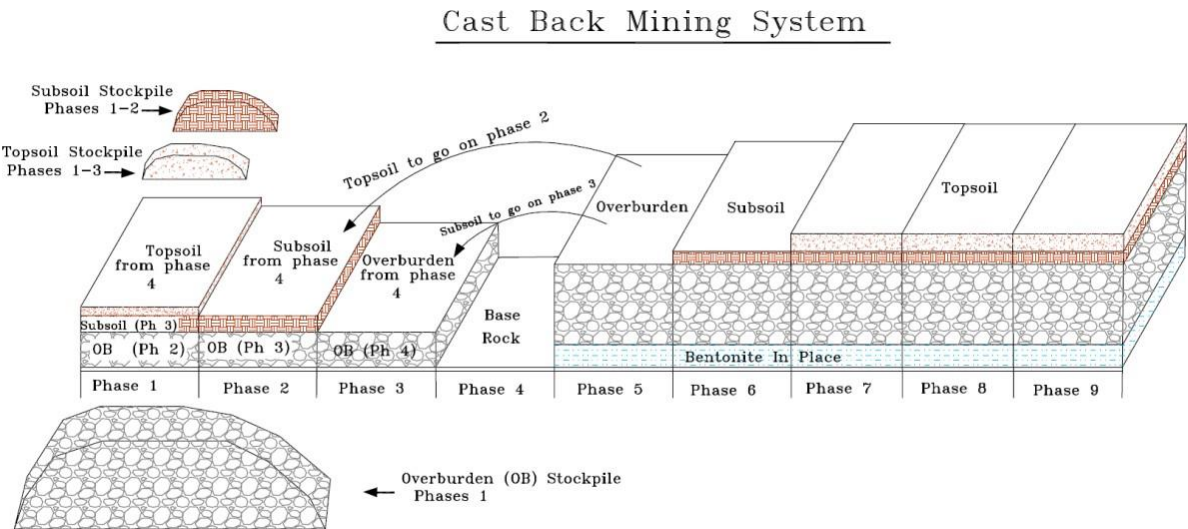 Cast Back Mining System
Subsoil Stockpile
Phases 1-2
Topsoil Stockpile
Phases 1-3
Topsoil to go on phase 2
Subsoil to go on phase 3
Topsoil
from phase
4
Subsoil
from phase
4
Overburden
from phase
4
Overburden
Subsoil
Topsoil
Base
Rock
Subsoil (Ph 3)
OB (Ph 2)
OB (Ph 3)
OB (Ph 4)
Bentonite In Place
Phase 1
Phase 2
Phase 3
Phase 4
Phase 5
Phase 6
Phase 7
Phase 8
Phase 9
Overburden (OB) Stockpile
Phases 1